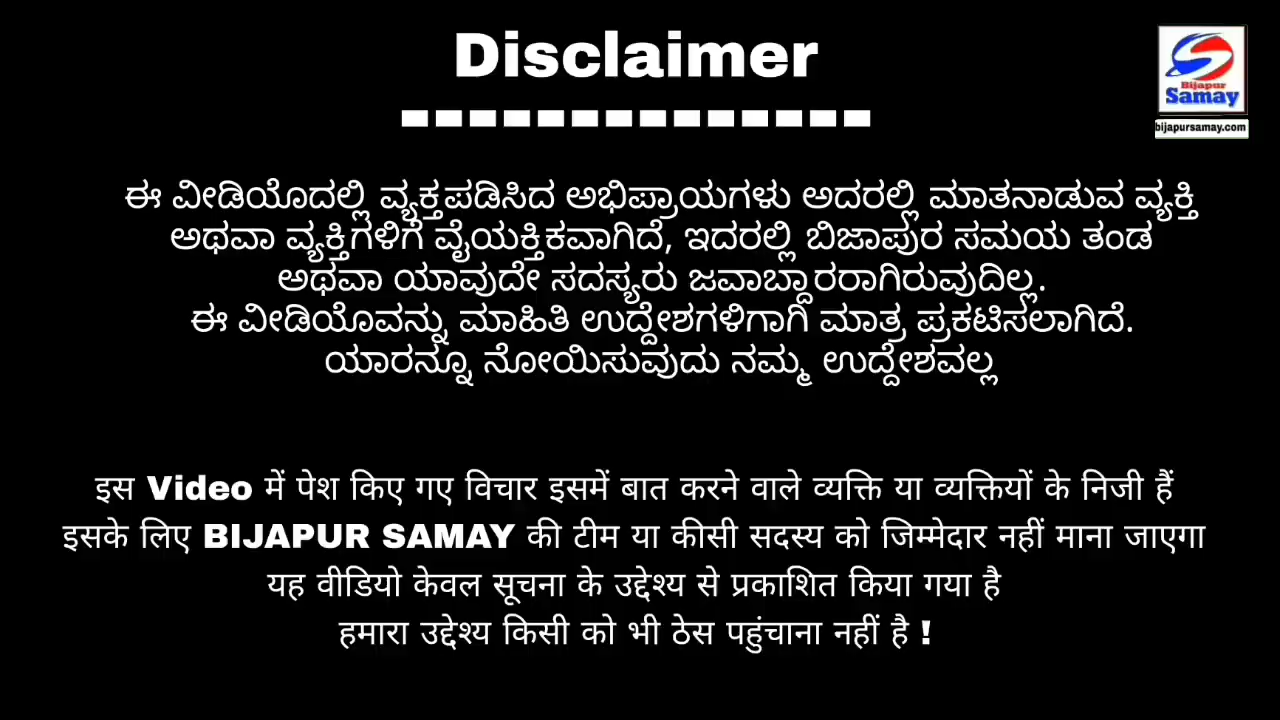 Disclaimer
Bijapur
Samay
bijapursamay.com
ಈ ವೀಡಿಯೊದಲ್ಲಿ ವ್ಯಕ್ತಪಡಿಸಿದ ಅಭಿಪ್ರಾಯಗಳು ಅದರಲ್ಲಿ ಮಾತನಾಡುವ ವ್ಯಕ್ತಿ
ಅಥವಾ ವ್ಯಕ್ತಿಗಳಿಗೆ ವೈಯಕ್ತಿಕವಾಗಿದೆ, ಇದರಲ್ಲಿ ಬಿಜಾಪುರ ಸಮಯ ತಂಡ
ಅಥವಾ ಯಾವುದೇ ಸದಸ್ಯರು ಜವಾಬ್ದಾರರಾಗಿರುವುದಿಲ್ಲ.
ಈ ವೀಡಿಯೊವನ್ನು ಮಾಹಿತಿ ಉದ್ದೇಶಗಳಿಗಾಗಿ ಮಾತ್ರ ಪ್ರಕಟಿಸಲಾಗಿದೆ.
ಯಾರನ್ನೂ ನೋಯಿಸುವುದು ನಮ್ಮ ಉದ್ದೇಶವಲ್ಲ
इस Video में पेश किए गए विचार इसमें बात करने वाले व्यक्ति या व्यक्तियों के निजी हैं
इसके लिए BIJAPUR SAMAY की टीम या कीसी सदस्य को जिम्मेदार नहीं माना जाएगा
यह वीडियो केवल सूचना के उद्देश्य से प्रकाशित किया गया है
हमारा उद्देश्य किसी को भी ठेस पहुंचाना नहीं है !